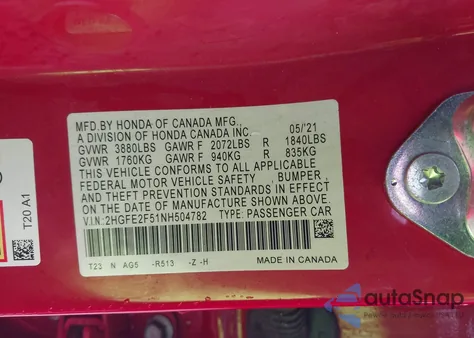 MFD.BY HONDA OF CANADA MFG.,
A DIVISION OF HONDA CANADA INC. 05/'21
GVWR 3880LBS GAWR F 2072LBS R 1840LBS
GVWR 1760KG GAWR F 940KG R 835KG
THIS VEHICLE CONFORMS TO ALL APPLICABLE
FEDERAL MOTOR VEHICLE SAFETY , BUMPER ,
AND THEFT PREVENTION STANDARDS IN EFFECT
ON THE DATE OF MANUFACTURE SHOWN ABOVE.
V.I.N:2HGFE2F51NH504782 TYPE: PASSENGER CAR
T23 N AG5 -R513 -Z -H
MADE IN CANADA
T20 A1
autoSnap